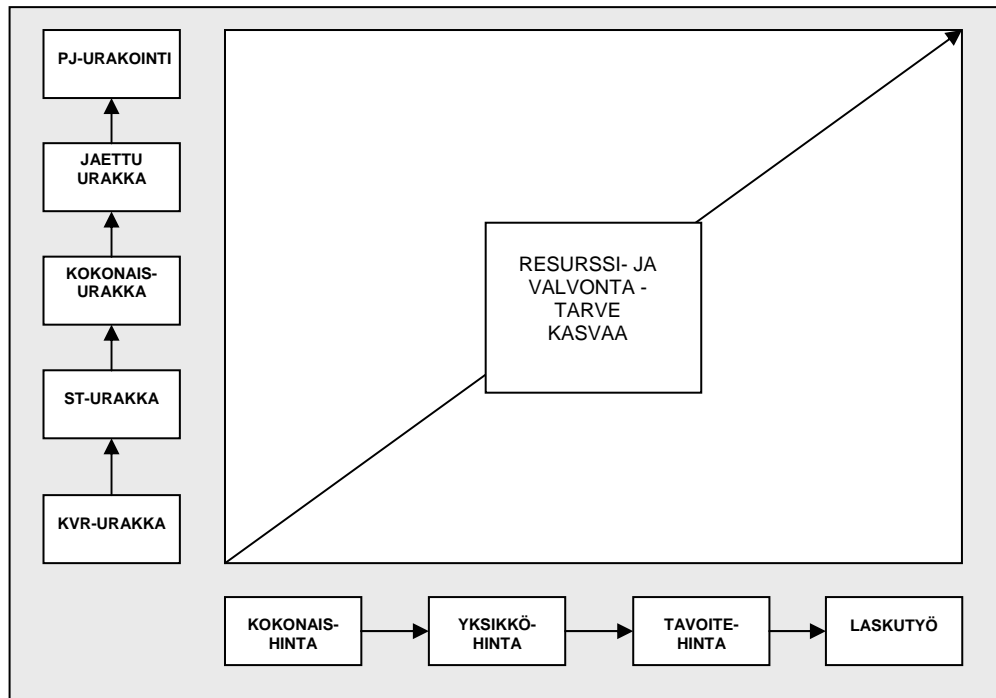 PJ-URAKOINTI
JAETTU
URAKKA
KOKONAIS-
URAKKA
ST-URAKKA
KVR-URAKKA
RESURSSI- JA
VALVONTA -
TARVE
KASVAA
KOKONAIS-
HINTA
YKSIKKÖ-
HINTA
TAVOITE-
HINTA
LASKUTYÖ